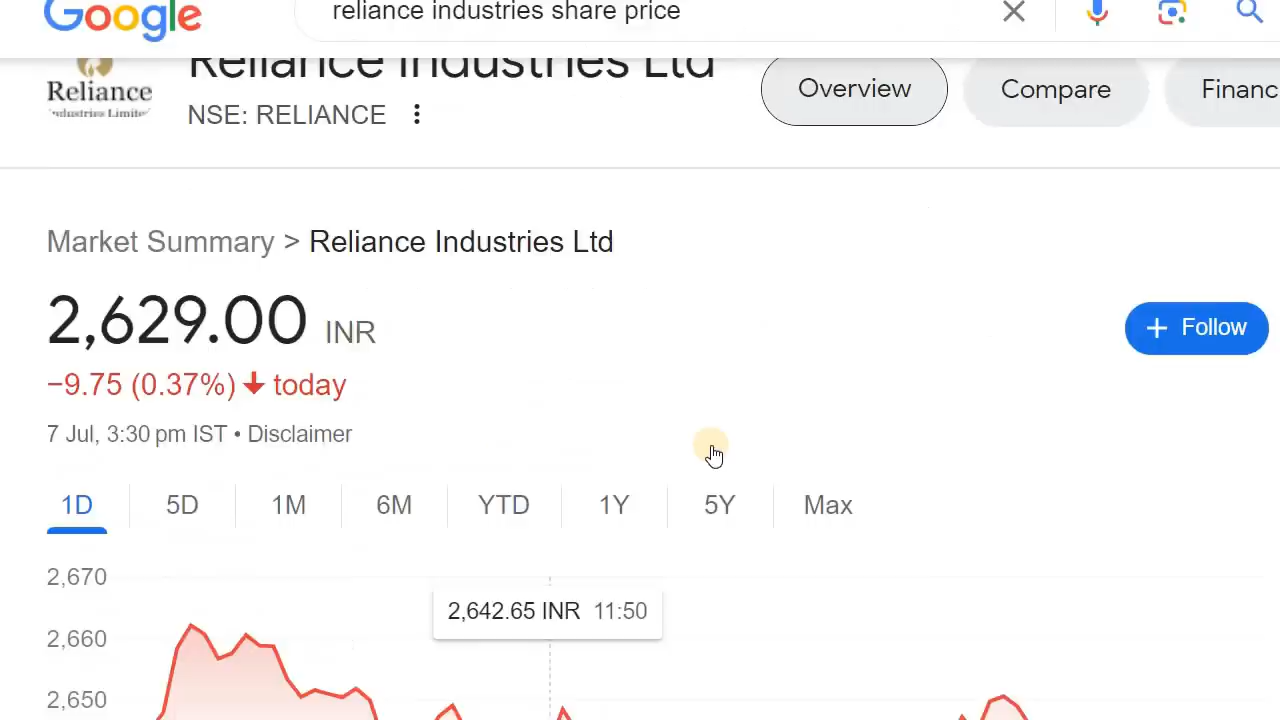 Google
reliance industries share price
Reliance
Industries Limited
Reliance Industries Ltd
NSE: RELIANCE
Overview
Compare
Financ
Market Summary > Reliance Industries Ltd
2,629.00 INR
+ Follow
−9.75 (0.37%) ↓ today
7 Jul, 3:30 pm IST • Disclaimer
1D 5D 1M 6M YTD 1Y 5Y Max
2,670
2,642.65 INR 11:50
2,660
2,650